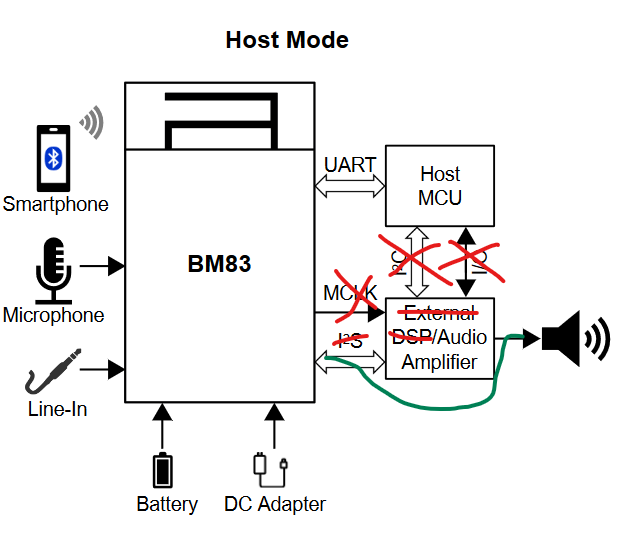 Host Mode
Smartphone
Microphone
Line-In
BM83
UART
Host
MCU
I²C
I/O
MCLK
I²S
External
DSP/Audio
Amplifier
Battery
DC Adapter